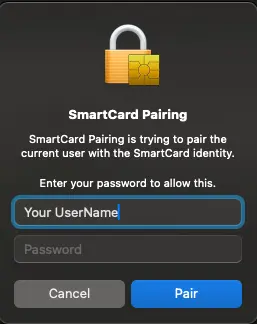 SmartCard Pairing
SmartCard Pairing is trying to pair the
current user with the SmartCard identity.
Enter your password to allow this.
Your UserName
Password
Cancel Pair